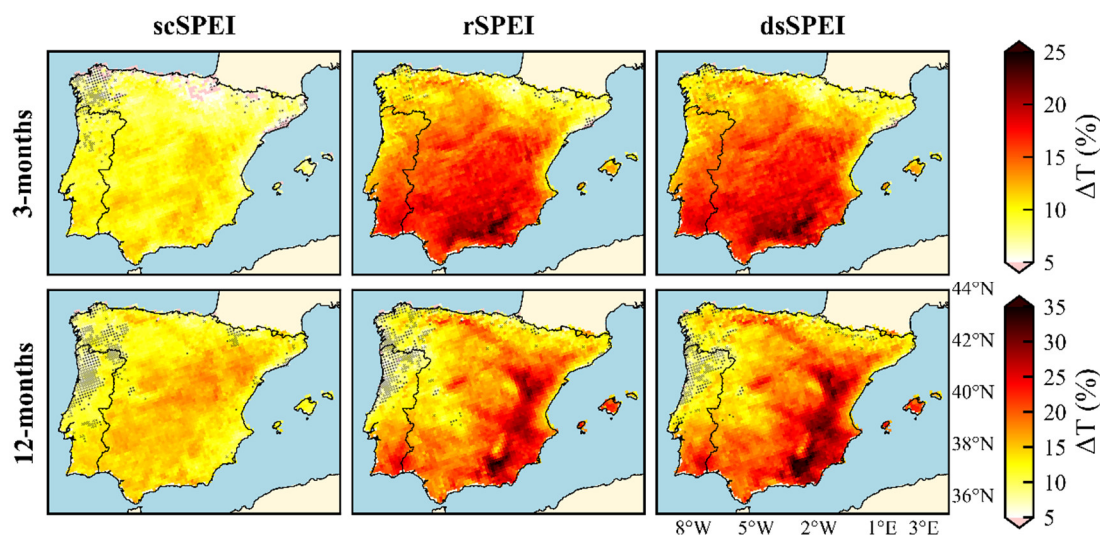 scSPEI rSPEI dsSPEI
3-months
25
20
15
10
5
ΔT (%)
12-months
44°N
42°N
40°N
38°N
36°N
8°W 5°W 2°W 1°E 3°E
35
30
25
20
15
10
5
ΔT (%)